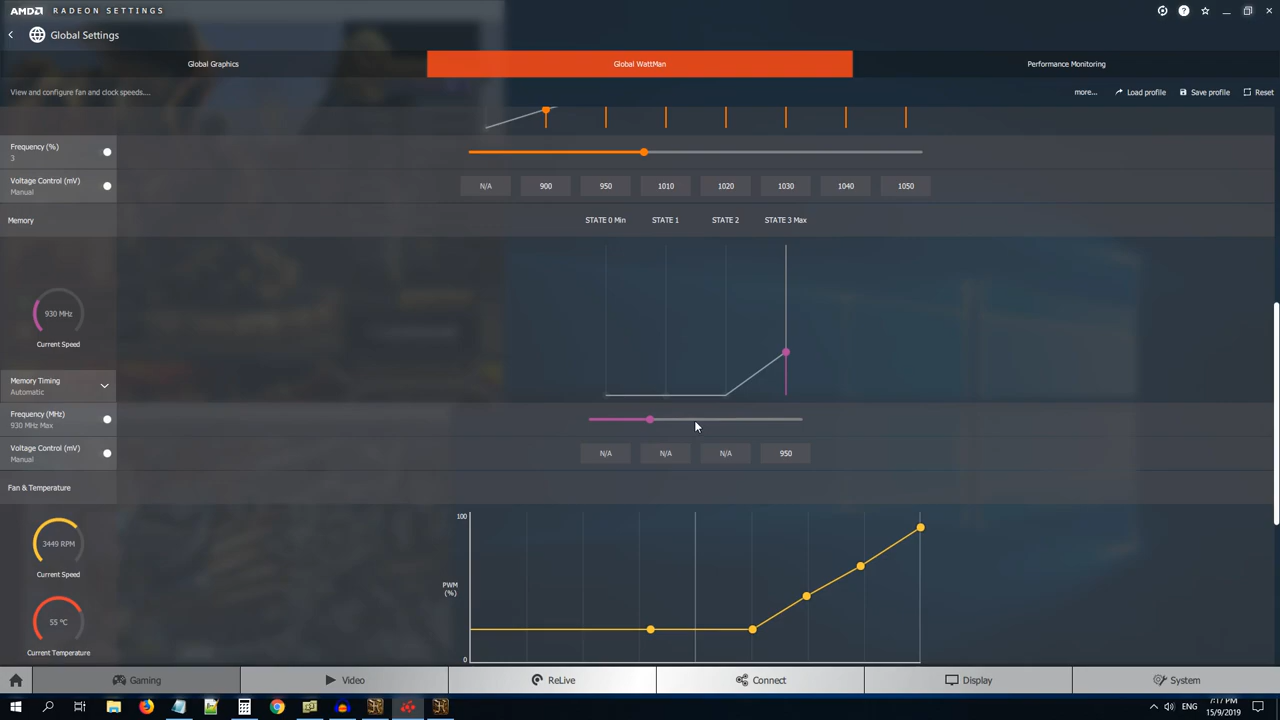 AMD RADEON SETTINGS
Global Settings
Global Graphics
Global WattMan
Performance Monitoring
View and configure fan and clock speeds....
more...
Load profile
Save profile
Reset
Frequency (%)
3
Voltage Control (mV)
Manual
N/A 900 950 1010 1020 1030 1040 1050
Memory
STATE 0 Min STATE 1 STATE 2 STATE 3 Max
930 MHz
Current Speed
Memory Timing
Automatic
Frequency (MHz)
930 MHz Max
Voltage Control (mV)
Manual
N/A N/A N/A 950
Fan & Temperature
100
3449 RPM
Current Speed
PWM
(%)
55 °C
Current Temperature
0
Gaming
Video
ReLive
Connect
Display
System
ENG
7:17 PM
15/9/2019